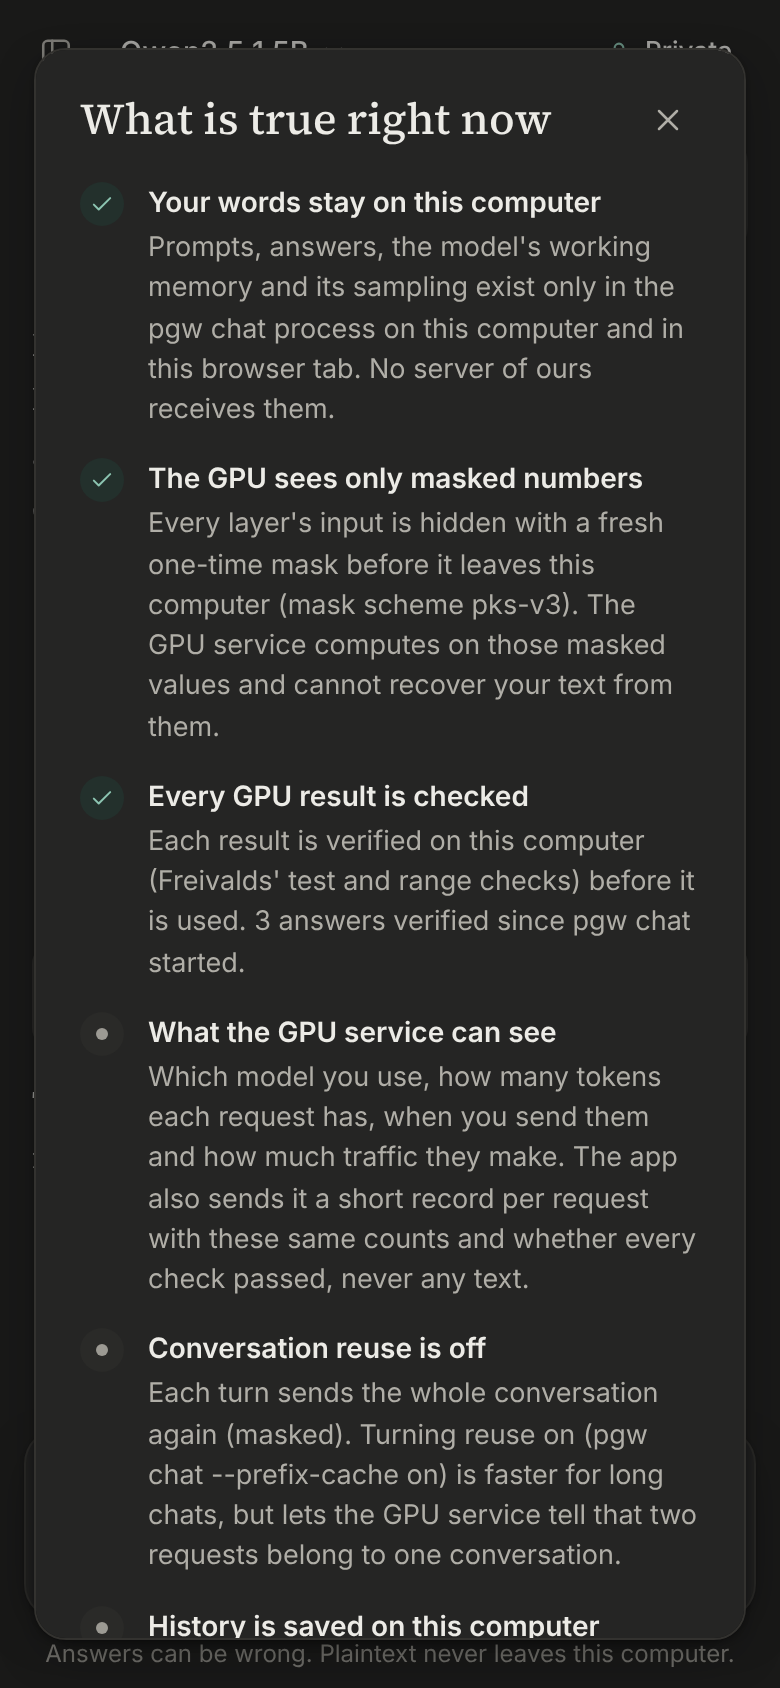 Private
What is true right now
Your words stay on this computer
Prompts, answers, the model's working
memory and its sampling exist only in the
pgw chat process on this computer and in
this browser tab. No server of ours
receives them.
The GPU sees only masked numbers
Every layer's input is hidden with a fresh
one-time mask before it leaves this
computer (mask scheme pks-v3). The
GPU service computes on those masked
values and cannot recover your text from
them.
Every GPU result is checked
Each result is verified on this computer
(Freivalds' test and range checks) before it
is used. 3 answers verified since pgw chat
started.
What the GPU service can see
Which model you use, how many tokens
each request has, when you send them
and how much traffic they make. The app
also sends it a short record per request
with these same counts and whether every
check passed, never any text.
Conversation reuse is off
Each turn sends the whole conversation
again (masked). Turning reuse on (pgw
chat --prefix-cache on) is faster for long
chats, but lets the GPU service tell that two
requests belong to one conversation.
History is saved on this computer
Answers can be wrong. Plaintext never leaves this computer.